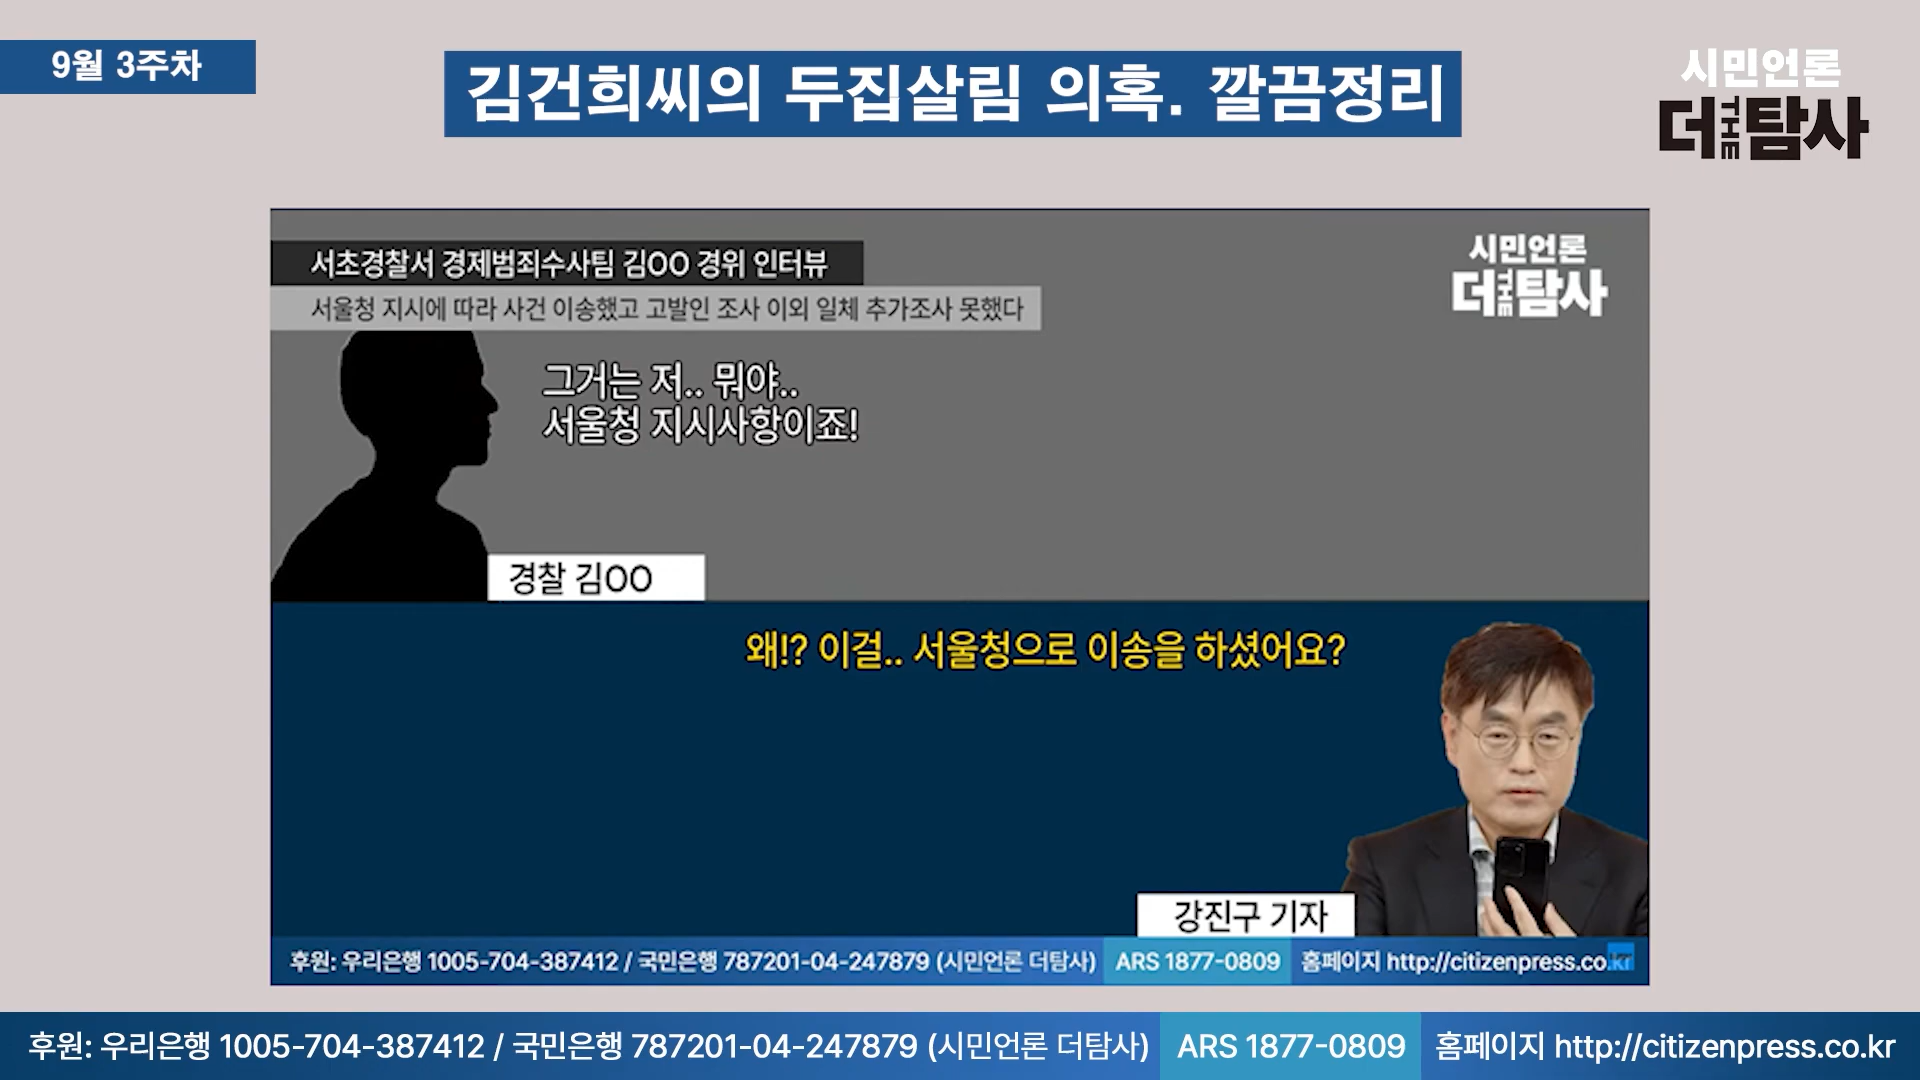 9월 3주차
김건희씨의 두집살림 의혹. 깔끔정리
시민언론
더THE탐사
서초경찰서 경제범죄수사팀 김OO 경위 인터뷰
서울청 지시에 따라 사건 이송했고 고발인 조사 이외 일체 추가조사 못했다
시민언론
더THE탐사
그거는 저.. 뭐야..
서울청 지시사항이죠!
경찰 김OO
왜!? 이걸.. 서울청으로 이송을 하셨어요?
강진구 기자
후원: 우리은행 1005-704-387412 / 국민은행 787201-04-247879 (시민언론 더탐사) ARS 1877-0809 홈페이지 http://citizenpress.co.kr
후원: 우리은행 1005-704-387412 / 국민은행 787201-04-247879 (시민언론 더탐사) ARS 1877-0809 홈페이지 http://citizenpress.co.kr